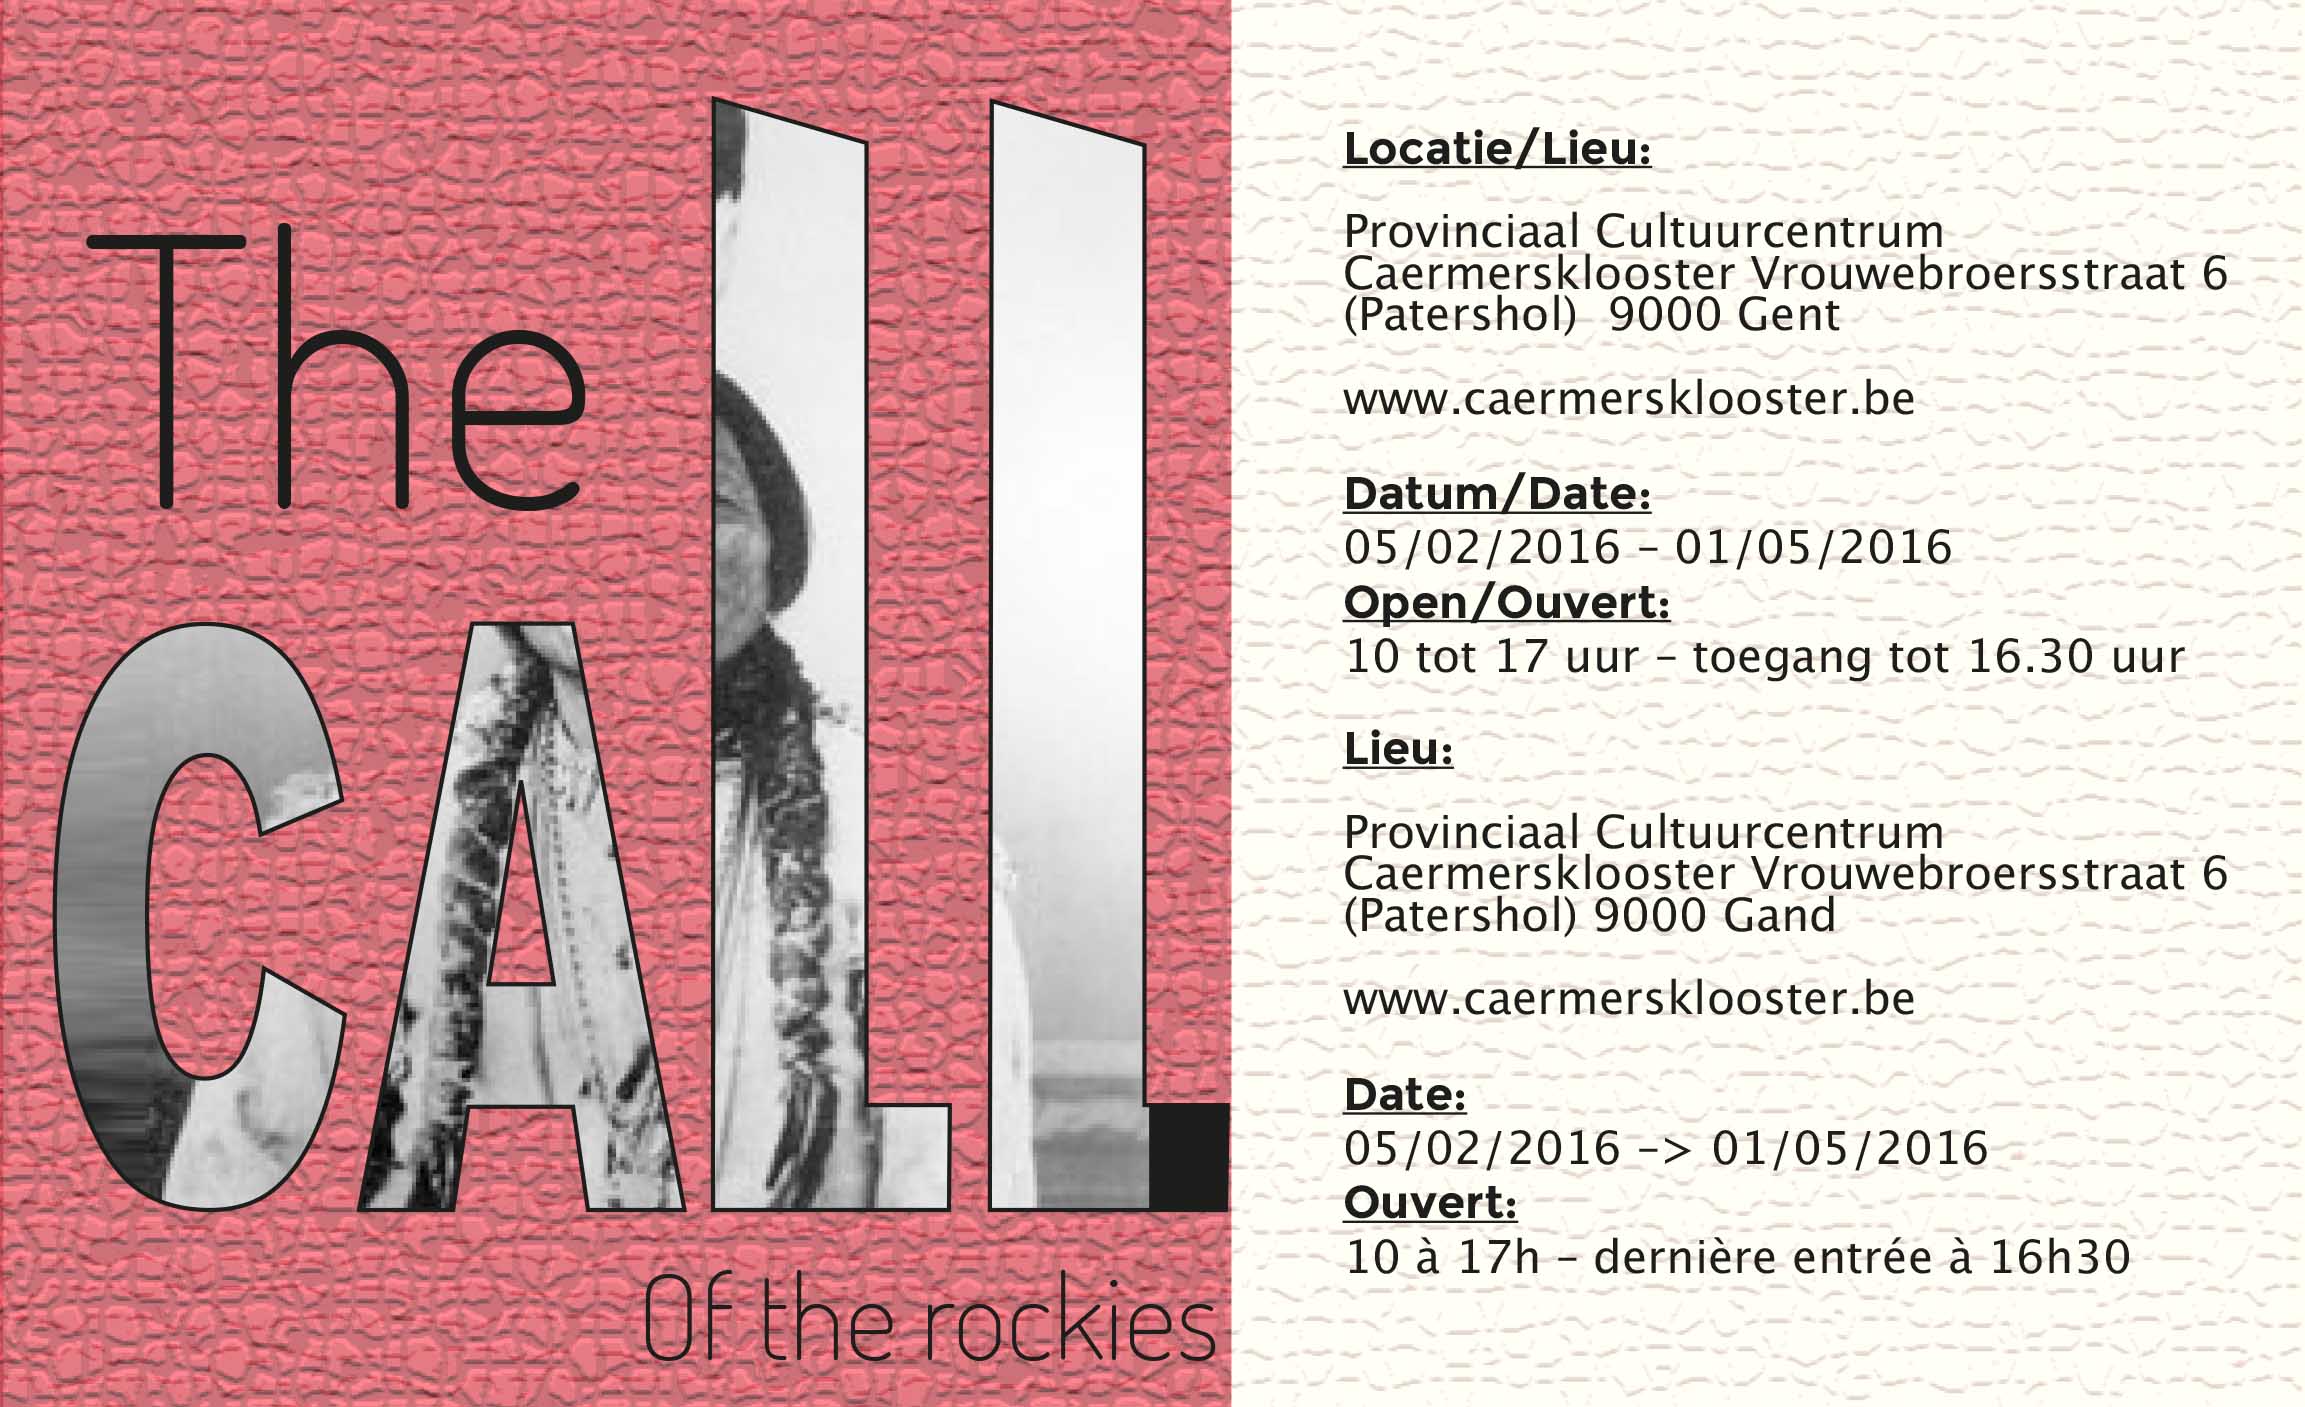 The
CALL
Of the rockies
Locatie/Lieu:
Provinciaal Cultuurcentrum
Caermersklooster Vrouwebroersstraat 6
(Patershol)  9000 Gent
www.caermersklooster.be
Datum/Date:
05/02/2016 – 01/05/2016
Open/Ouvert:
10 tot 17 uur – toegang tot 16.30 uur
Lieu:
Provinciaal Cultuurcentrum
Caermersklooster Vrouwebroersstraat 6
(Patershol) 9000 Gand
www.caermersklooster.be
Date:
05/02/2016 –> 01/05/2016
Ouvert:
10 à 17h – dernière entrée à 16h30